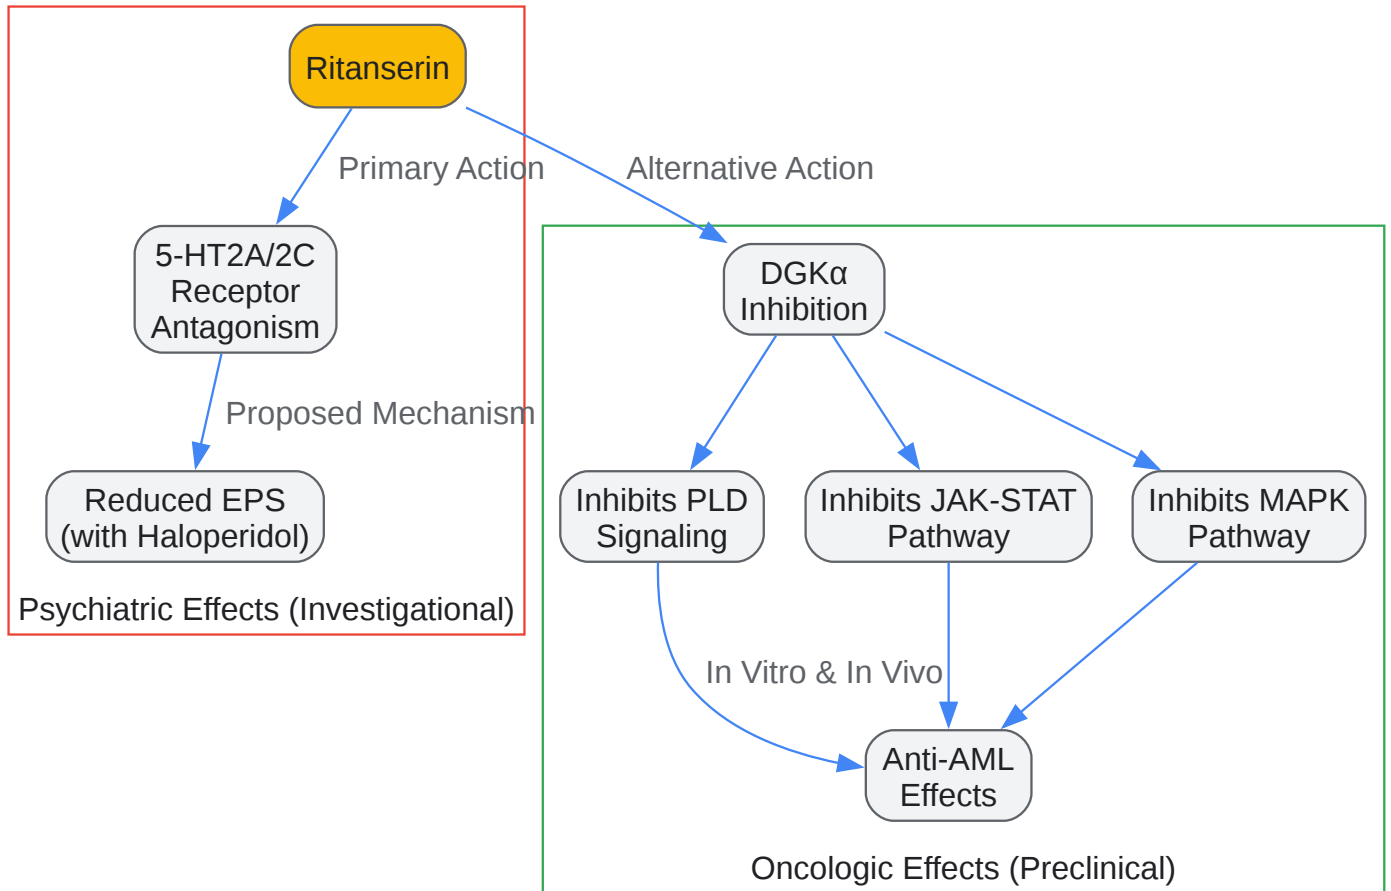 Ritanserin
Primary Action
Alternative Action
5-HT2A/2C
Receptor
Antagonism
DGKα
Inhibition
Proposed Mechanism
Reduced EPS
(with Haloperidol)
Inhibits PLD
Signaling
Inhibits JAK-STAT
Pathway
Inhibits MAPK
Pathway
Psychiatric Effects (Investigational)
In Vitro & In Vivo
Anti-AML
Effects
Oncologic Effects (Preclinical)